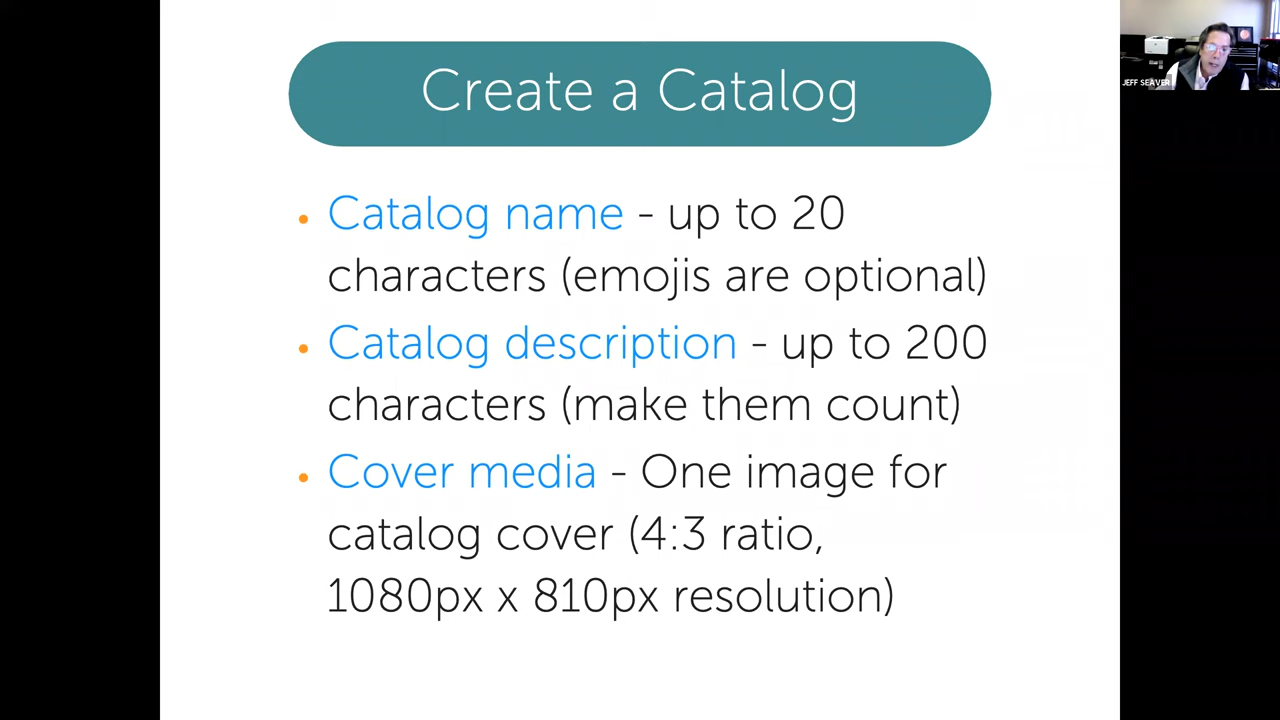 Create a Catalog
• Catalog name - up to 20
characters (emojis are optional)
• Catalog description - up to 200
characters (make them count)
• Cover media - One image for
catalog cover (4:3 ratio,
1080px x 810px resolution)
JEFF SEAVER